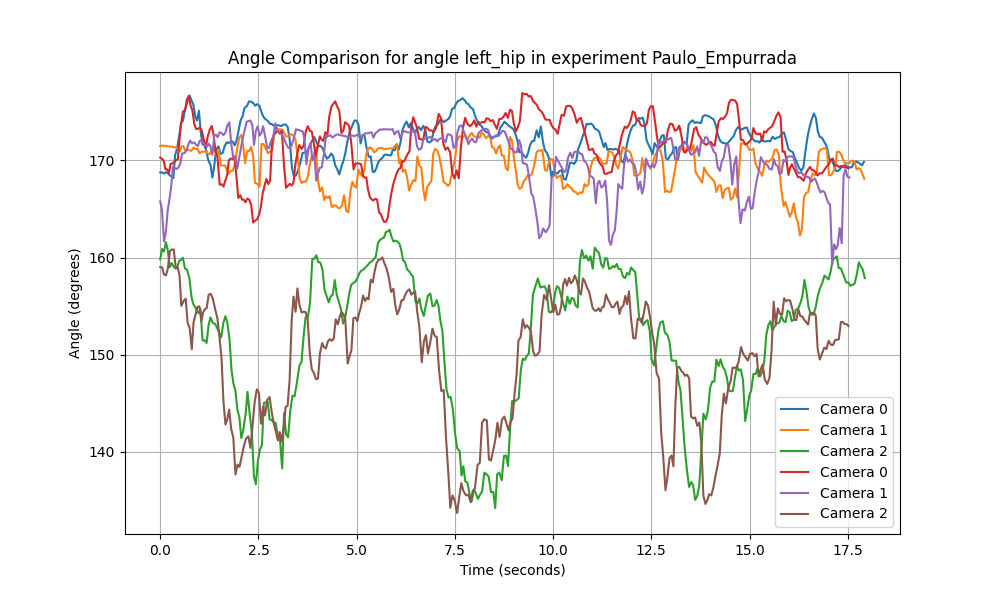 Angle Comparison for angle left_hip in experiment Paulo_Empurrada
Angle (degrees)
170
160
150
140
0.0 2.5 5.0 7.5 10.0 12.5 15.0 17.5
Time (seconds)
Camera 0
Camera 1
Camera 2
Camera 0
Camera 1
Camera 2